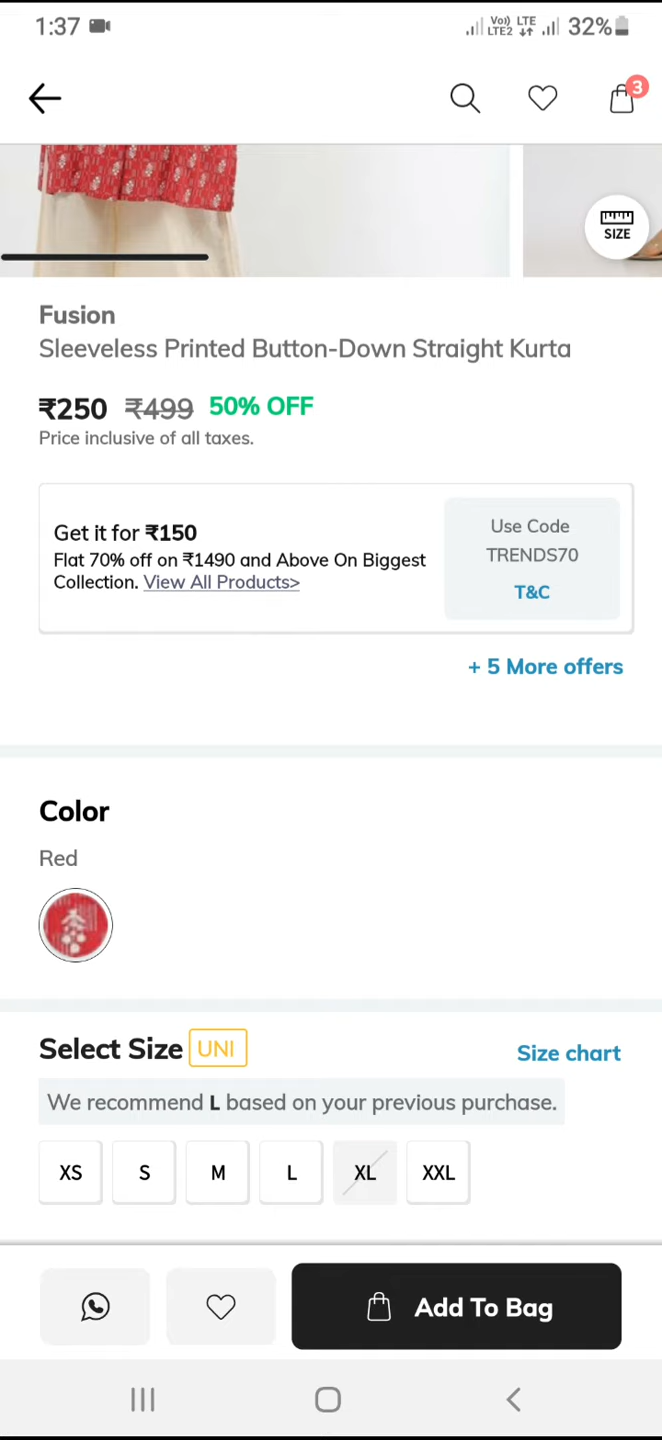 1:37 Vo)) LTE2 LTE 32%
3
SIZE
Fusion
Sleeveless Printed Button-Down Straight Kurta
₹250 ₹499 50% OFF
Price inclusive of all taxes.
Get it for ₹150
Flat 70% off on ₹1490 and Above On Biggest
Collection. View All Products>
Use Code
TRENDS70
T&C
+ 5 More offers
Color
Red
Select Size UNI Size chart
We recommend L based on your previous purchase.
XS S M L XL XXL
Add To Bag